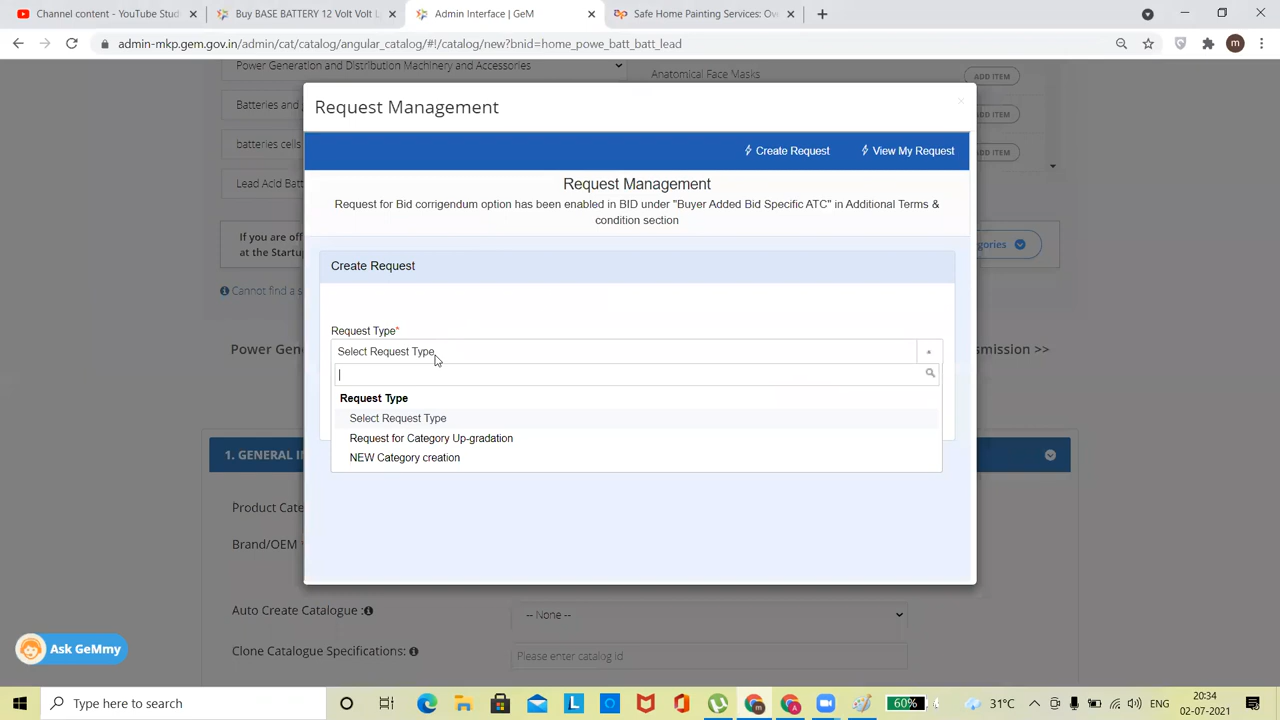 Channel content - YouTube Studi
Buy BASE BATTERY 12 Volt Volt L
Admin Interface | GeM
Safe Home Painting Services: Ove
admin-mkp.gem.gov.in/admin/cat/catalog/angular_catalog/#!/catalog/new?bnid=home_powe_batt_batt_lead
m
Power Generation and Distribution Machinery and Accessories
Anatomical Face Masks
ADD ITEM
Request Management
Batteries and
ADD ITEM
batteries cells
ADD ITEM
Create Request
View My Request
Lead Acid Batt
Request Management
Request for Bid corrigendum option has been enabled in BID under "Buyer Added Bid Specific ATC" in Additional Terms &
condition section
If you are off
at the Startu
egories
Create Request
Cannot find a s
Request Type*
Select Request Type
Power Gene
smission >>
Request Type
Select Request Type
Request for Category Up-gradation
NEW Category creation
1. GENERAL I
Product Cate
Brand/OEM *
Auto Create Catalogue :
-- None --
Clone Catalogue Specifications:
Please enter catalog id
Ask GeMmy
Type here to search
60%
31°C
ENG
20:34
02-07-2021